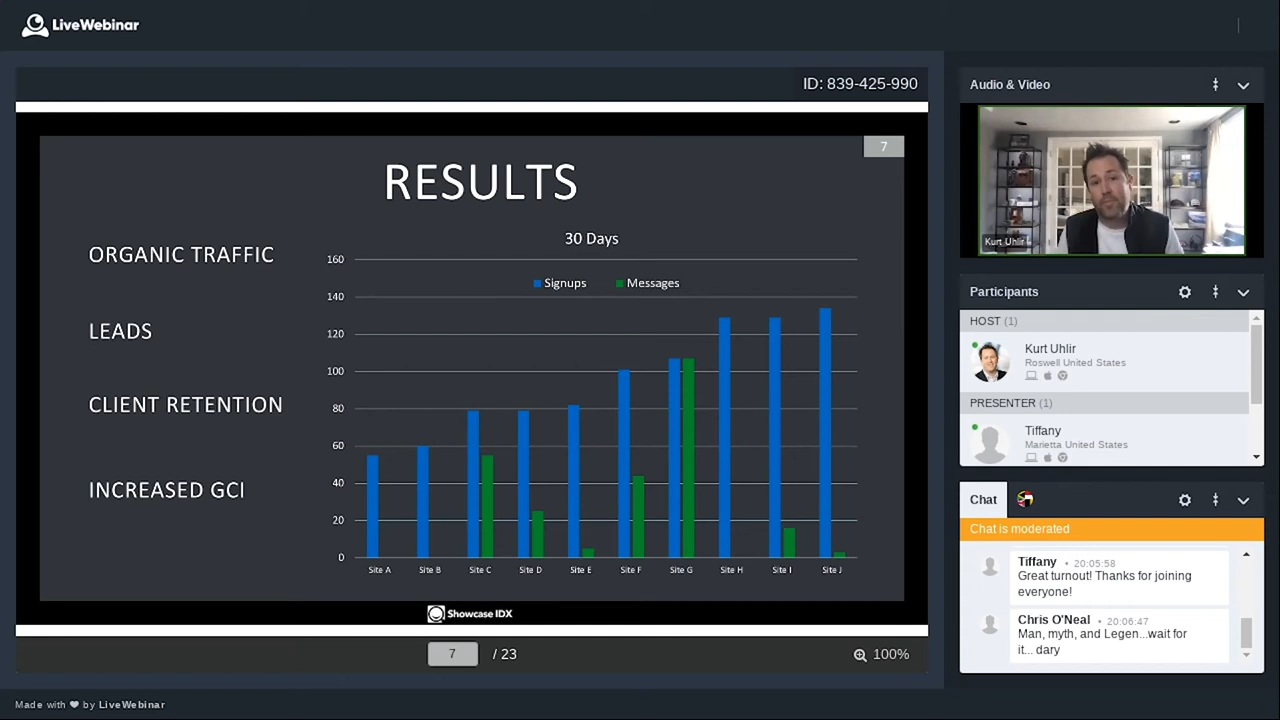 LiveWebinar
ID: 839-425-990
7
RESULTS
ORGANIC TRAFFIC
LEADS
CLIENT RETENTION
INCREASED GCI
30 Days
Signups
Messages
160
140
120
100
80
60
40
20
0
Site A
Site B
Site C
Site D
Site E
Site F
Site G
Site H
Site I
Site J
Showcase IDX
7 / 23
100%
Audio & Video
Kurt Uhlir
Participants
HOST (1)
Kurt Uhlir
Roswell United States
PRESENTER (1)
Tiffany
Marietta United States
Chat
Chat is moderated
Tiffany • 20:05:58
Great turnout! Thanks for joining
everyone!
Chris O'Neal • 20:06:47
Man, myth, and Legen...wait for
it... dary
Made with ❤ by LiveWebinar